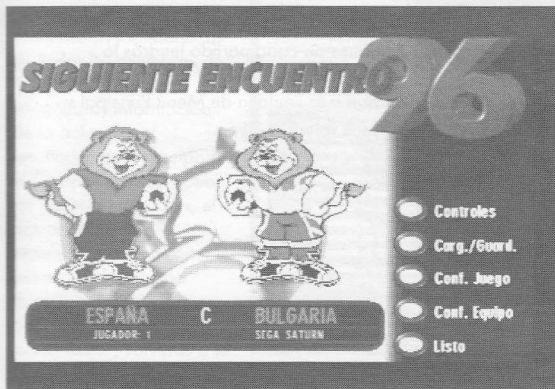 SIGUIENTE ENCUENTRO
96
ESPAÑA C BULGARIA
JUGADOR: 1 SEGA SATURN
Controles
Carg./Guard.
Conf. Juego
Conf. Equipo
Listo